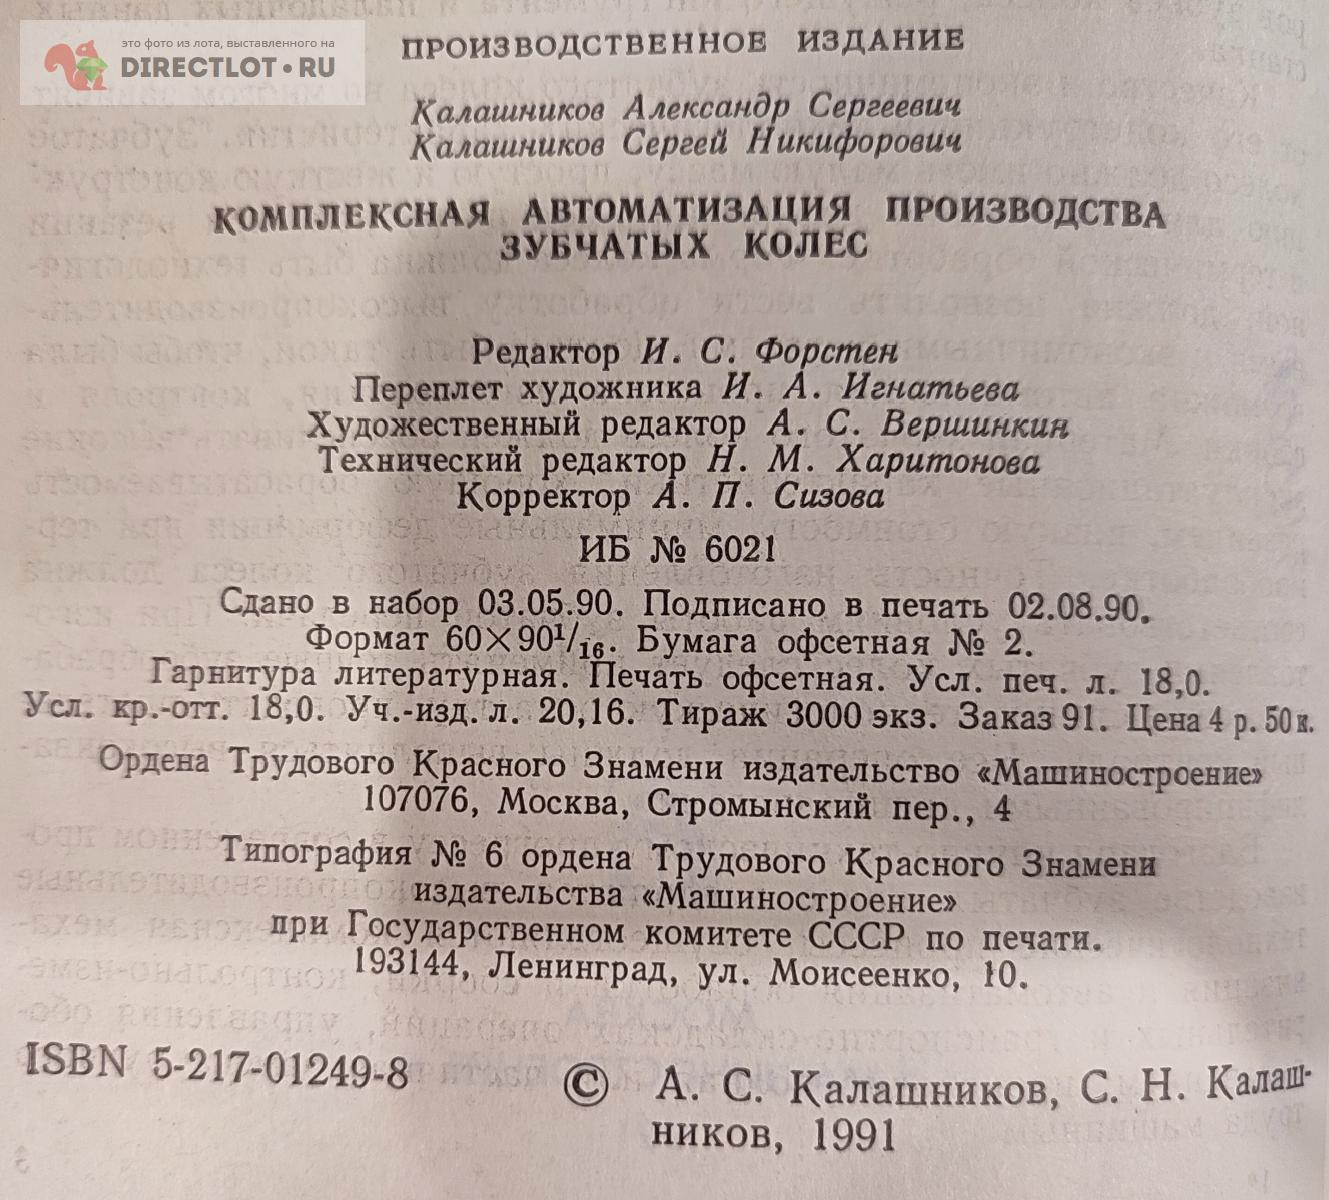 это фото из лота, выставленного на
DIRECTLOT.RU
ПРОИЗВОДСТВЕННОЕ ИЗДАНИЕ
Калашников Александр Сергеевич
Калашников Сергей Никифорович
КОМПЛЕКСНАЯ АВТОМАТИЗАЦИЯ ПРОИЗВОДСТВА
ЗУБЧАТЫХ КОЛЕС
Редактор И. С. Форстен
Переплет художника И. А. Игнатьева
Художественный редактор А. С. Вершинкин
Технический редактор Н. М. Харитонова
Корректор А. П. Сизова
ИБ № 6021
Сдано в набор 03.05.90. Подписано в печать 02.08.90.
Формат 60×90¹/₁₆. Бумага офсетная № 2.
Гарнитура литературная. Печать офсетная. Усл. печ. л. 18,0.
Усл. кр.-отт. 18,0. Уч.-изд. л. 20,16. Тираж 3000 экз. Заказ 91. Цена 4 р. 50 к.
Ордена Трудового Красного Знамени издательство «Машиностроение»
107076, Москва, Стромынский пер., 4
Типография № 6 ордена Трудового Красного Знамени
издательства «Машиностроение»
при Государственном комитете СССР по печати.
193144, Ленинград, ул. Моисеенко, 10.
ISBN 5-217-01249-8
© А. С. Калашников, С. Н. Калаш-
ников, 1991